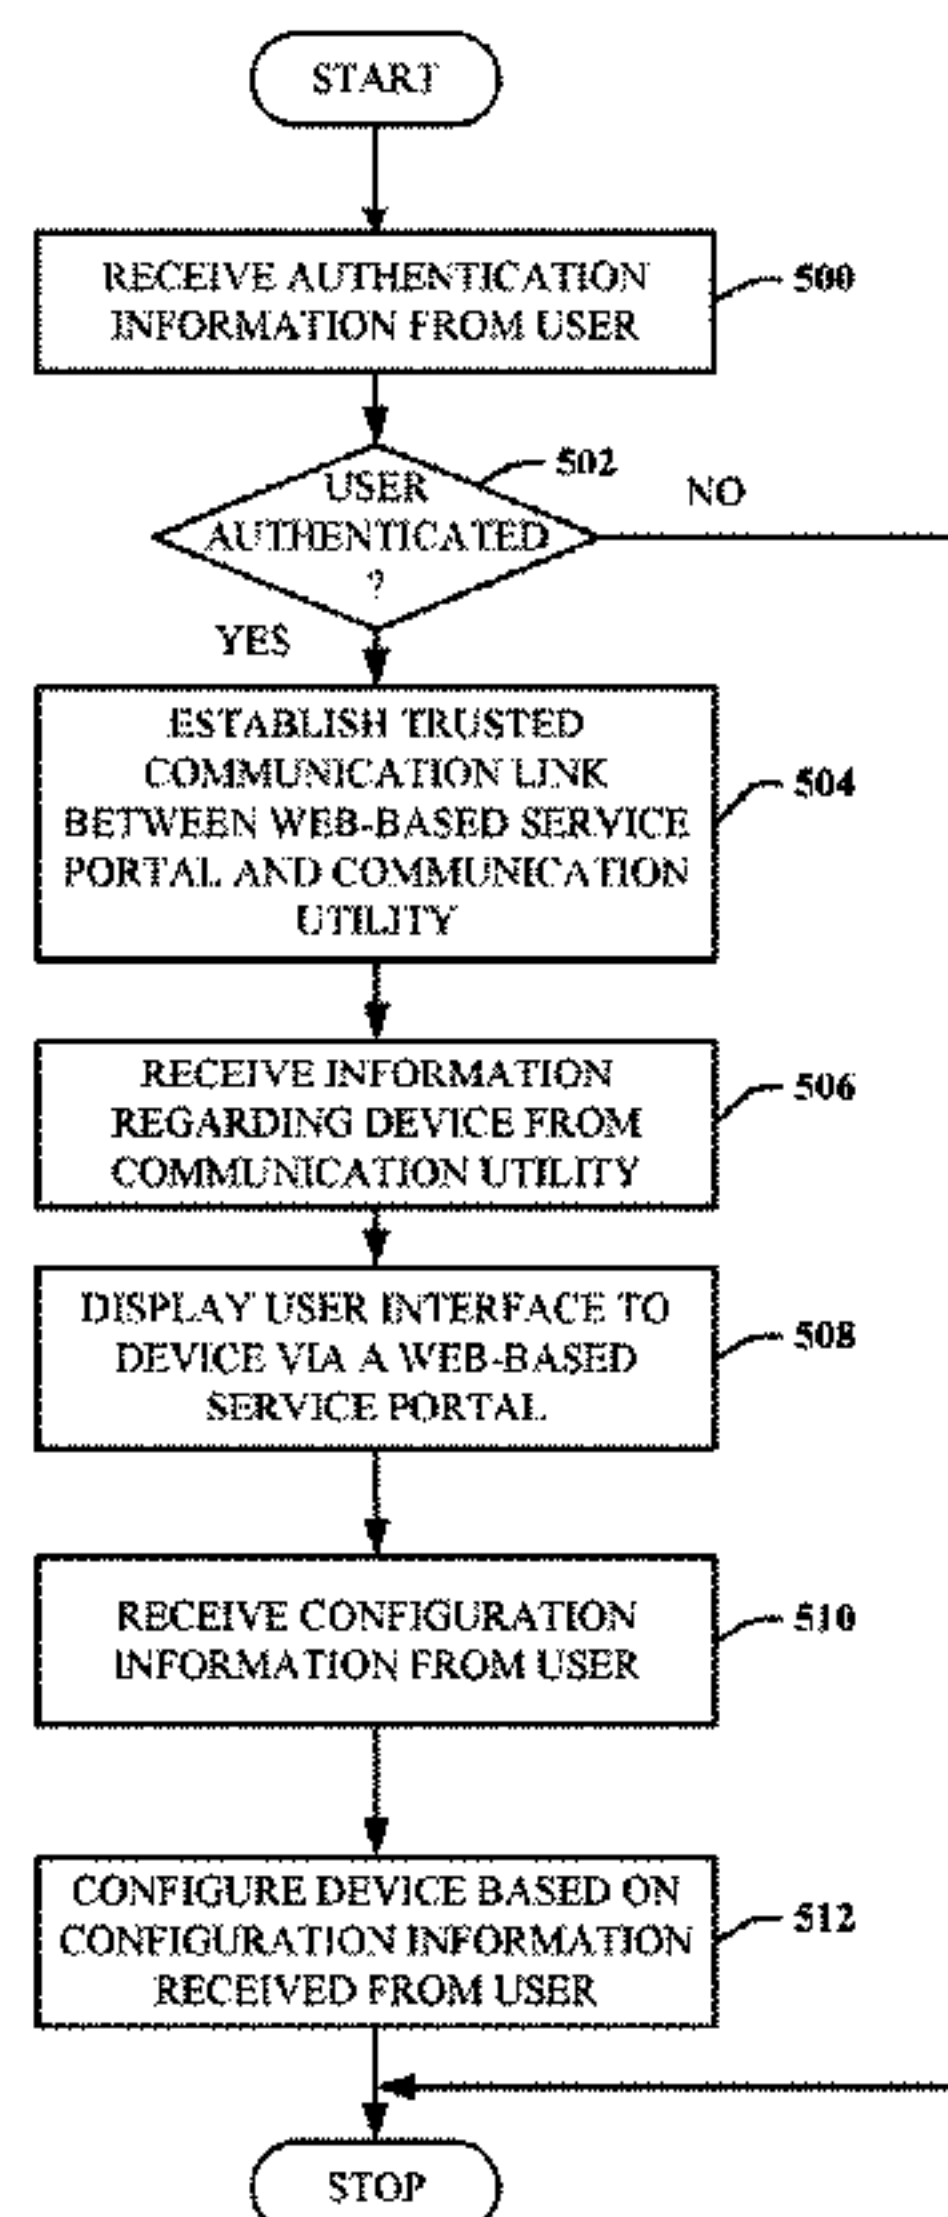 START
RECEIVE AUTHENTICATION
INFORMATION FROM USER
500
502
USER
AUTHENTICATED
?
NO
YES
ESTABLISH TRUSTED
COMMUNICATION LINK
BETWEEN WEB-BASED SERVICE
PORTAL AND COMMUNICATION
UTILITY
504
RECEIVE INFORMATION
REGARDING DEVICE FROM
COMMUNICATION UTILITY
506
DISPLAY USER INTERFACE TO
DEVICE VIA A WEB-BASED
SERVICE PORTAL
508
RECEIVE CONFIGURATION
INFORMATION FROM USER
510
CONFIGURE DEVICE BASED ON
CONFIGURATION INFORMATION
RECEIVED FROM USER
512
STOP